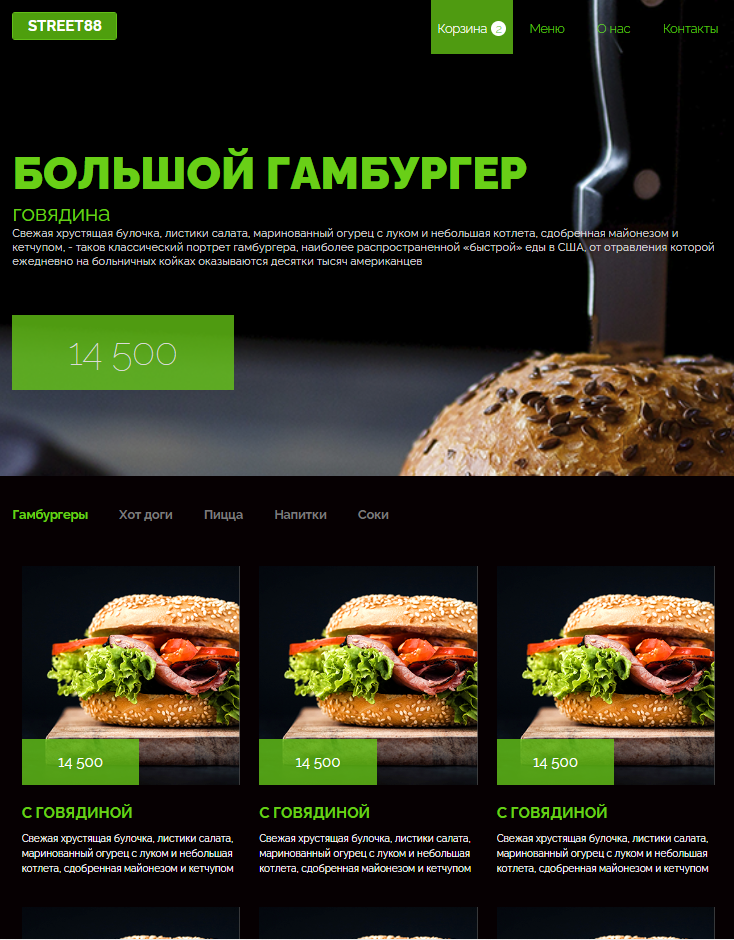 STREET88
Корзина 2 Меню О нас Контакты
БОЛЬШОЙ ГАМБУРГЕР
говядина
Свежая хрустящая булочка, листики салата, маринованный огурец с луком и небольшая котлета, сдобренная майонезом и
кетчупом, - таков классический портрет гамбургера, наиболее распространенной «быстрой» еды в США, от отравления которой
ежедневно на больничных койках оказываются десятки тысяч американцев
14 500
Гамбургеры Хот доги Пицца Напитки Соки
14 500 14 500 14 500
С ГОВЯДИНОЙ С ГОВЯДИНОЙ С ГОВЯДИНОЙ
Свежая хрустящая булочка, листики салата, Свежая хрустящая булочка, листики салата, Свежая хрустящая булочка, листики салата,
маринованный огурец с луком и небольшая маринованный огурец с луком и небольшая маринованный огурец с луком и небольшая
котлета, сдобренная майонезом и кетчупом котлета, сдобренная майонезом и кетчупом котлета, сдобренная майонезом и кетчупом